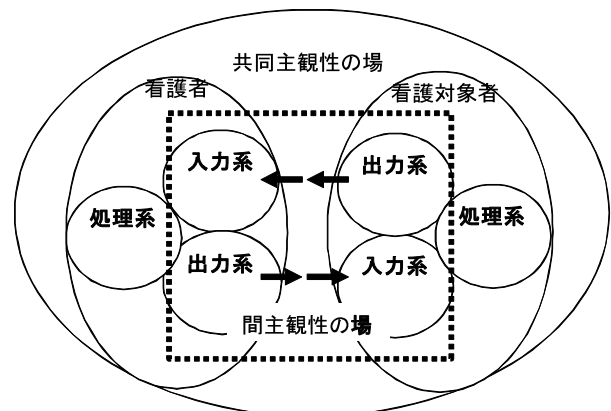 共同主観性の場
看護者
看護対象者
入力系
出力系
処理系
処理系
出力系
入力系
間主観性の場